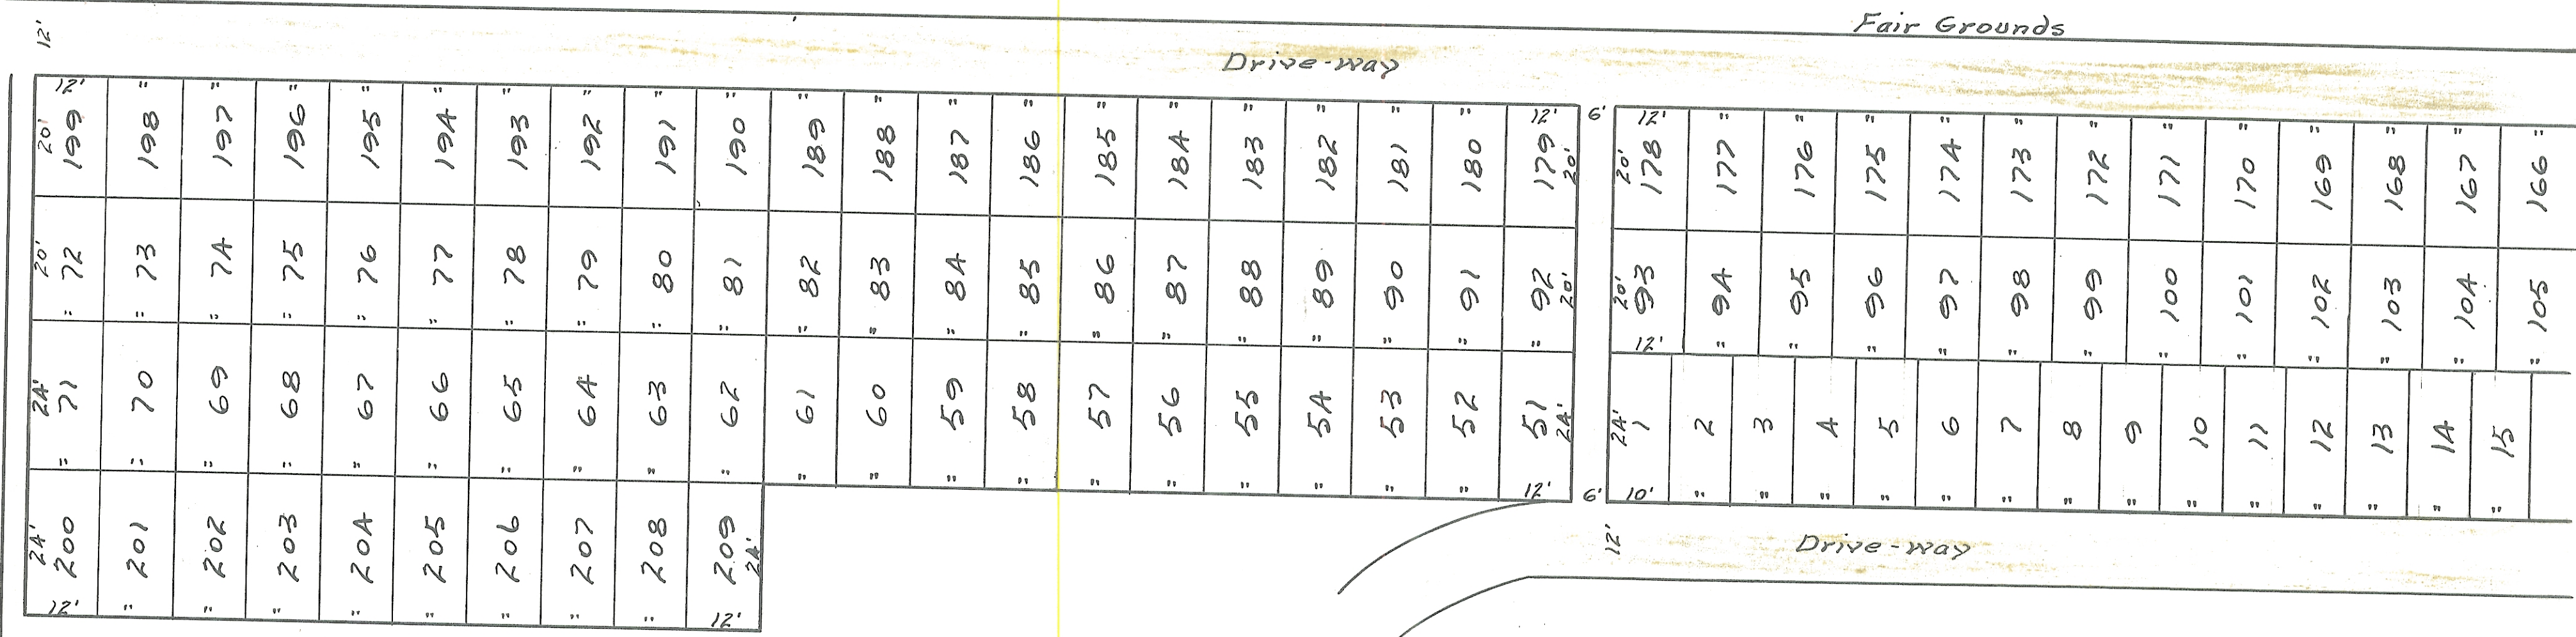 Fair Grounds
12'
Drive-way
12' " " " " " " " " " " " " " " " " " " " 12' 6' 12' " " " " " " " " " " " "
20' 20' 20'
199 198 197 196 195 194 193 192 191 190 189 188 187 186 185 184 183 182 181 180 179 178 177 176 175 174 173 172 171 170 169 168 167 166
20' 20' 20'
72 73 74 75 76 77 78 79 80 81 82 83 84 85 86 87 88 89 90 91 92 93 94 95 96 97 98 99 100 101 102 103 104 105
" " " " " " " " " " " " " " " " " " " " " 12' " " " " " " " " " " " "
24' 24' 24'
71 70 69 68 67 66 65 64 63 62 61 60 59 58 57 56 55 54 53 52 51 1 2 3 4 5 6 7 8 9 10 11 12 13 14 15
" " " " " " " " " " " " " " " " " " " " 12' 6' 10' " " " " " " " " " " " " " "
24' 24'
200 201 202 203 204 205 206 207 208 209
12' " " " " " " " " 12'
12'
Drive-way